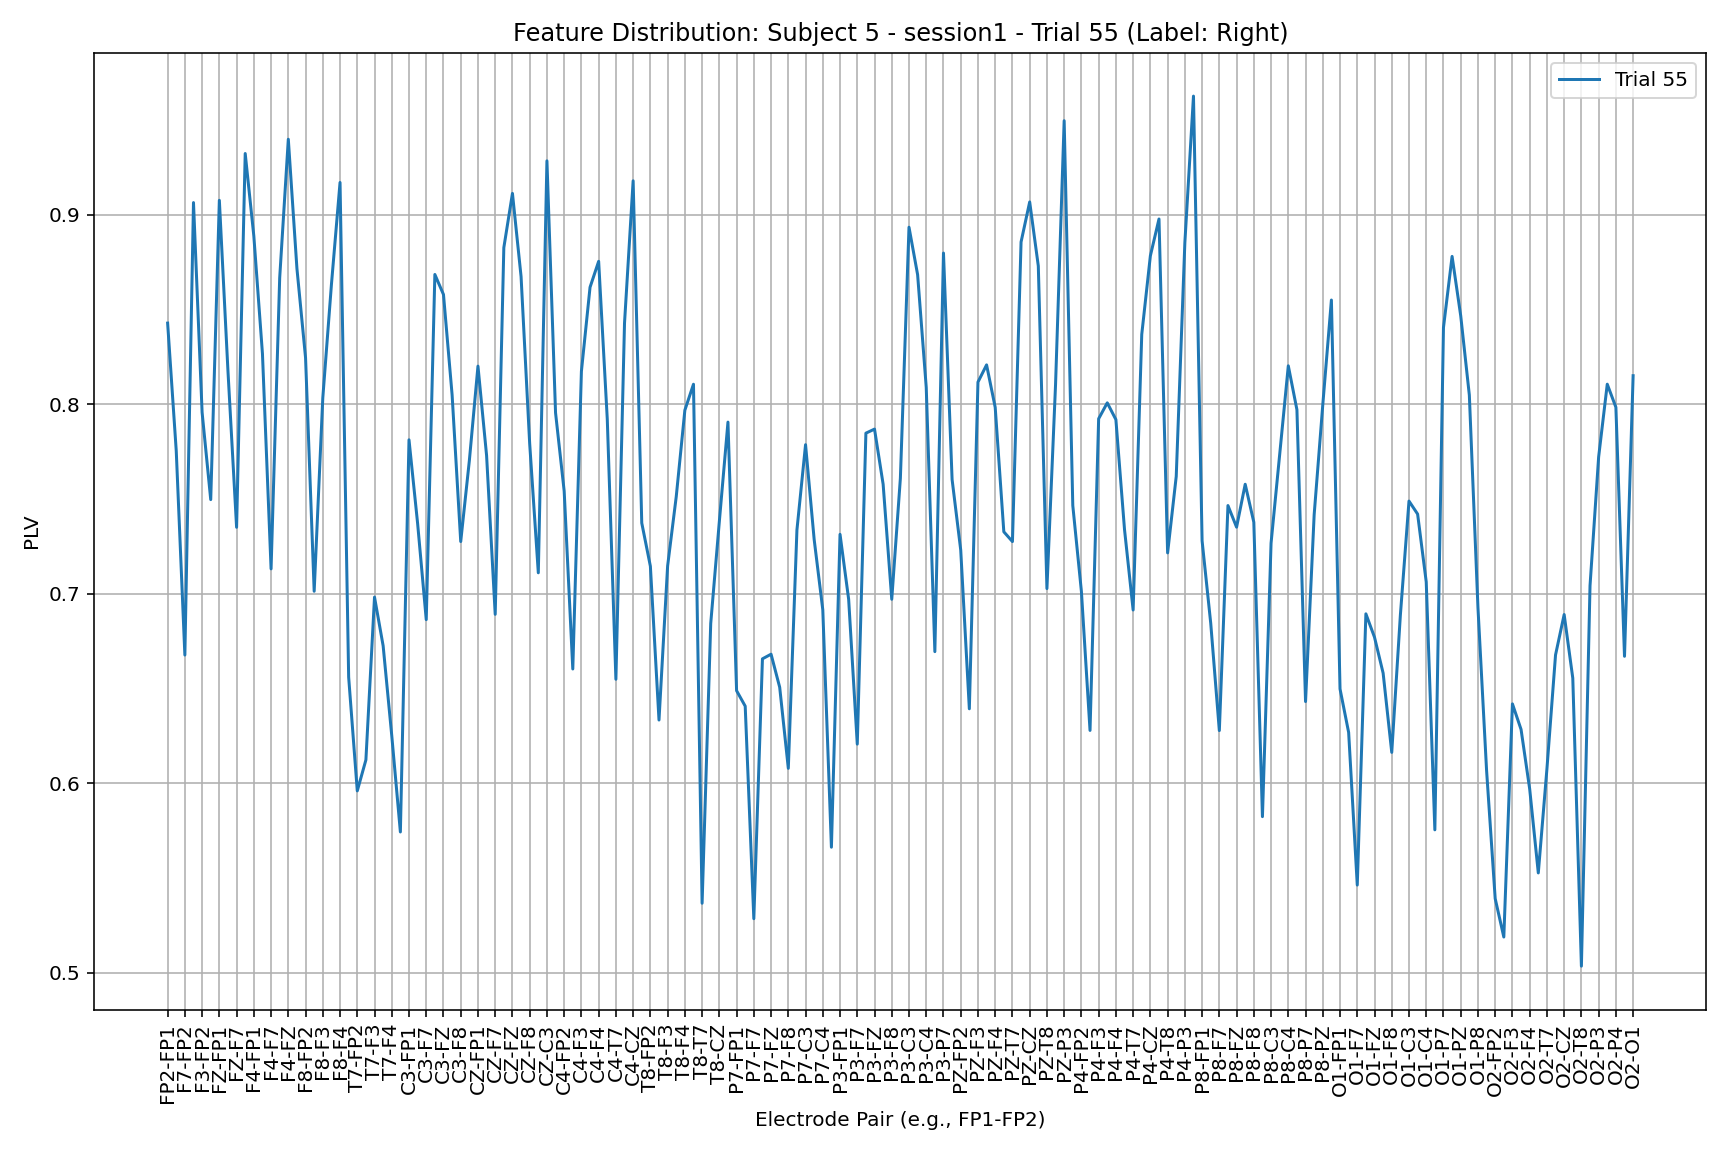 Feature Distribution: Subject 5 - session1 - Trial 55 (Label: Right)
Trial 55
PLV
0.9
0.8
0.7
0.6
0.5
FP2-FP1
F7-FP2
F3-FP2
FZ-FP1
FZ-F7
F4-FP1
F4-F7
F4-FZ
F8-FP2
F8-F3
F8-F4
T7-FP2
T7-F3
T7-F4
C3-FP1
C3-F7
C3-FZ
C3-F8
CZ-FP1
CZ-F7
CZ-FZ
CZ-F8
CZ-C3
C4-FP2
C4-F3
C4-F4
C4-T7
C4-CZ
T8-FP2
T8-F3
T8-F4
T8-T7
T8-CZ
P7-FP1
P7-F7
P7-FZ
P7-F8
P7-C3
P7-C4
P3-FP1
P3-F7
P3-FZ
P3-F8
P3-C3
P3-C4
P3-P7
PZ-FP2
PZ-F3
PZ-F4
PZ-T7
PZ-CZ
PZ-T8
PZ-P3
P4-FP2
P4-F3
P4-F4
P4-T7
P4-CZ
P4-T8
P4-P3
P8-FP1
P8-F7
P8-FZ
P8-F8
P8-C3
P8-C4
P8-P7
P8-PZ
O1-FP1
O1-F7
O1-FZ
O1-F8
O1-C3
O1-C4
O1-P7
O1-PZ
O1-P8
O2-FP2
O2-F3
O2-F4
O2-T7
O2-CZ
O2-T8
O2-P3
O2-P4
O2-O1
Electrode Pair (e.g., FP1-FP2)